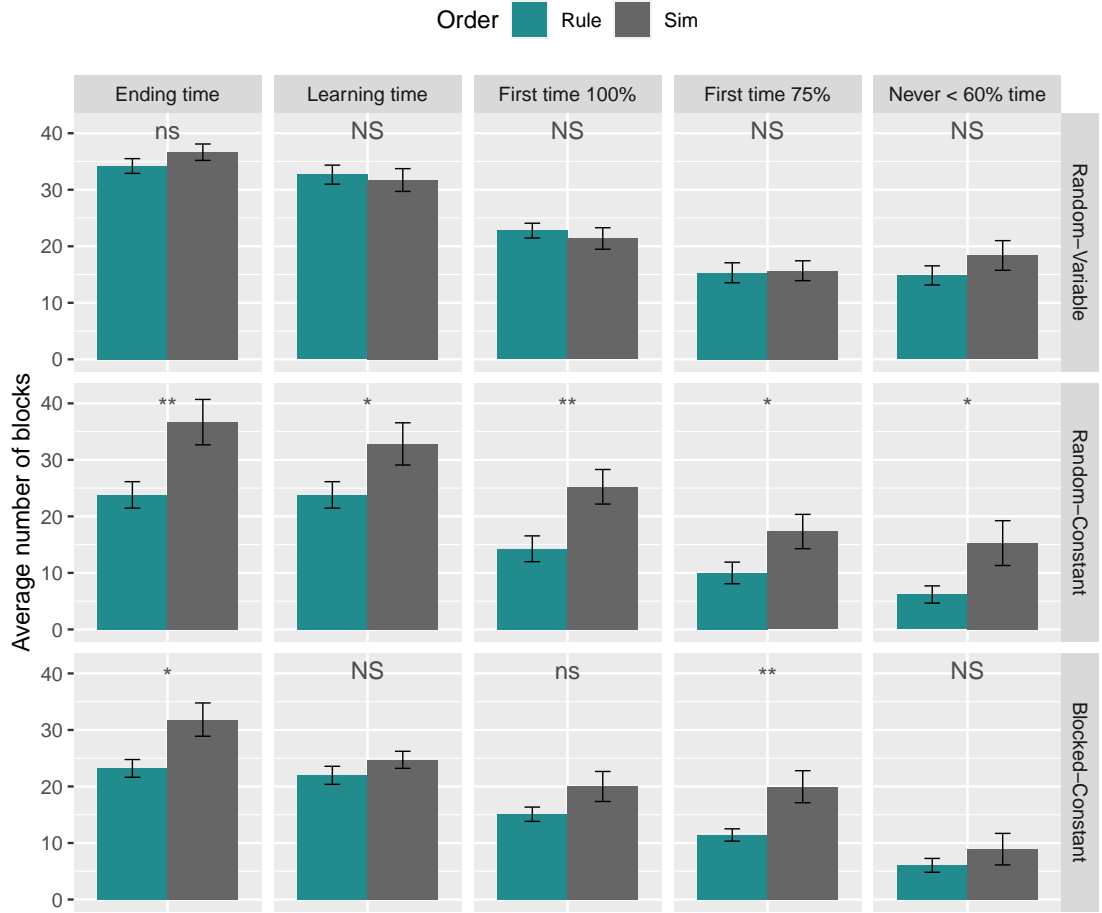 Order Rule Sim
Ending time Learning time First time 100% First time 75% Never < 60% time
ns NS NS NS NS
40
30
20
10
0
Random−Variable
** * ** * *
40
30
20
10
0
Random−Constant
Average number of blocks
* NS ns ** NS
40
30
20
10
0
Blocked−Constant